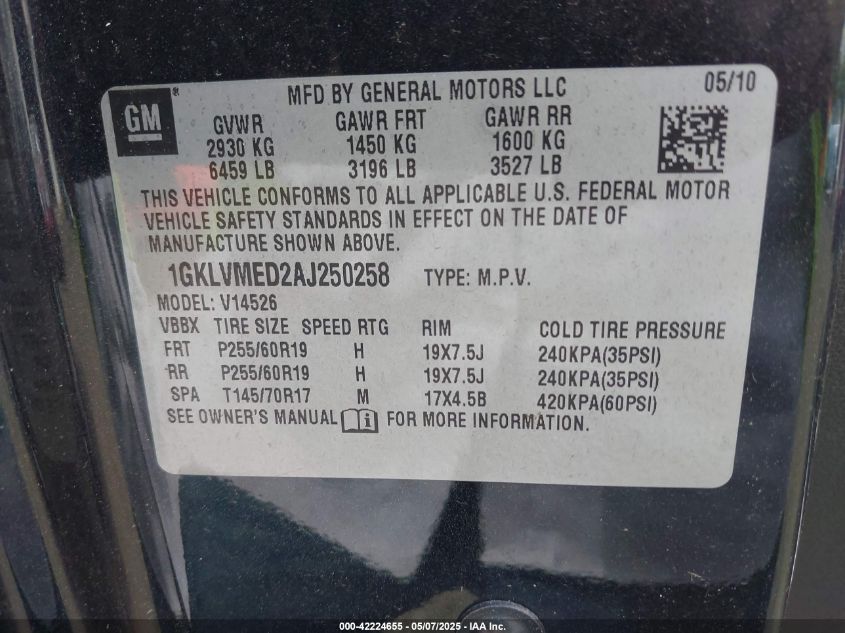 MFD BY GENERAL MOTORS LLC 05/10
GM®
GVWR GAWR FRT GAWR RR
2930 KG 1450 KG 1600 KG
6459 LB 3196 LB 3527 LB
THIS VEHICLE CONFORMS TO ALL APPLICABLE U.S. FEDERAL MOTOR
VEHICLE SAFETY STANDARDS IN EFFECT ON THE DATE OF
MANUFACTURE SHOWN ABOVE.
1GKLVMED2AJ250258 TYPE: M.P.V.
MODEL: V14526
VBBX TIRE SIZE SPEED RTG RIM COLD TIRE PRESSURE
FRT P255/60R19 H 19X7.5J 240KPA(35PSI)
RR P255/60R19 H 19X7.5J 240KPA(35PSI)
SPA T145/70R17 M 17X4.5B 420KPA(60PSI)
SEE OWNER'S MANUAL FOR MORE INFORMATION.
000-42224655 - 05/07/2025 - IAA Inc.